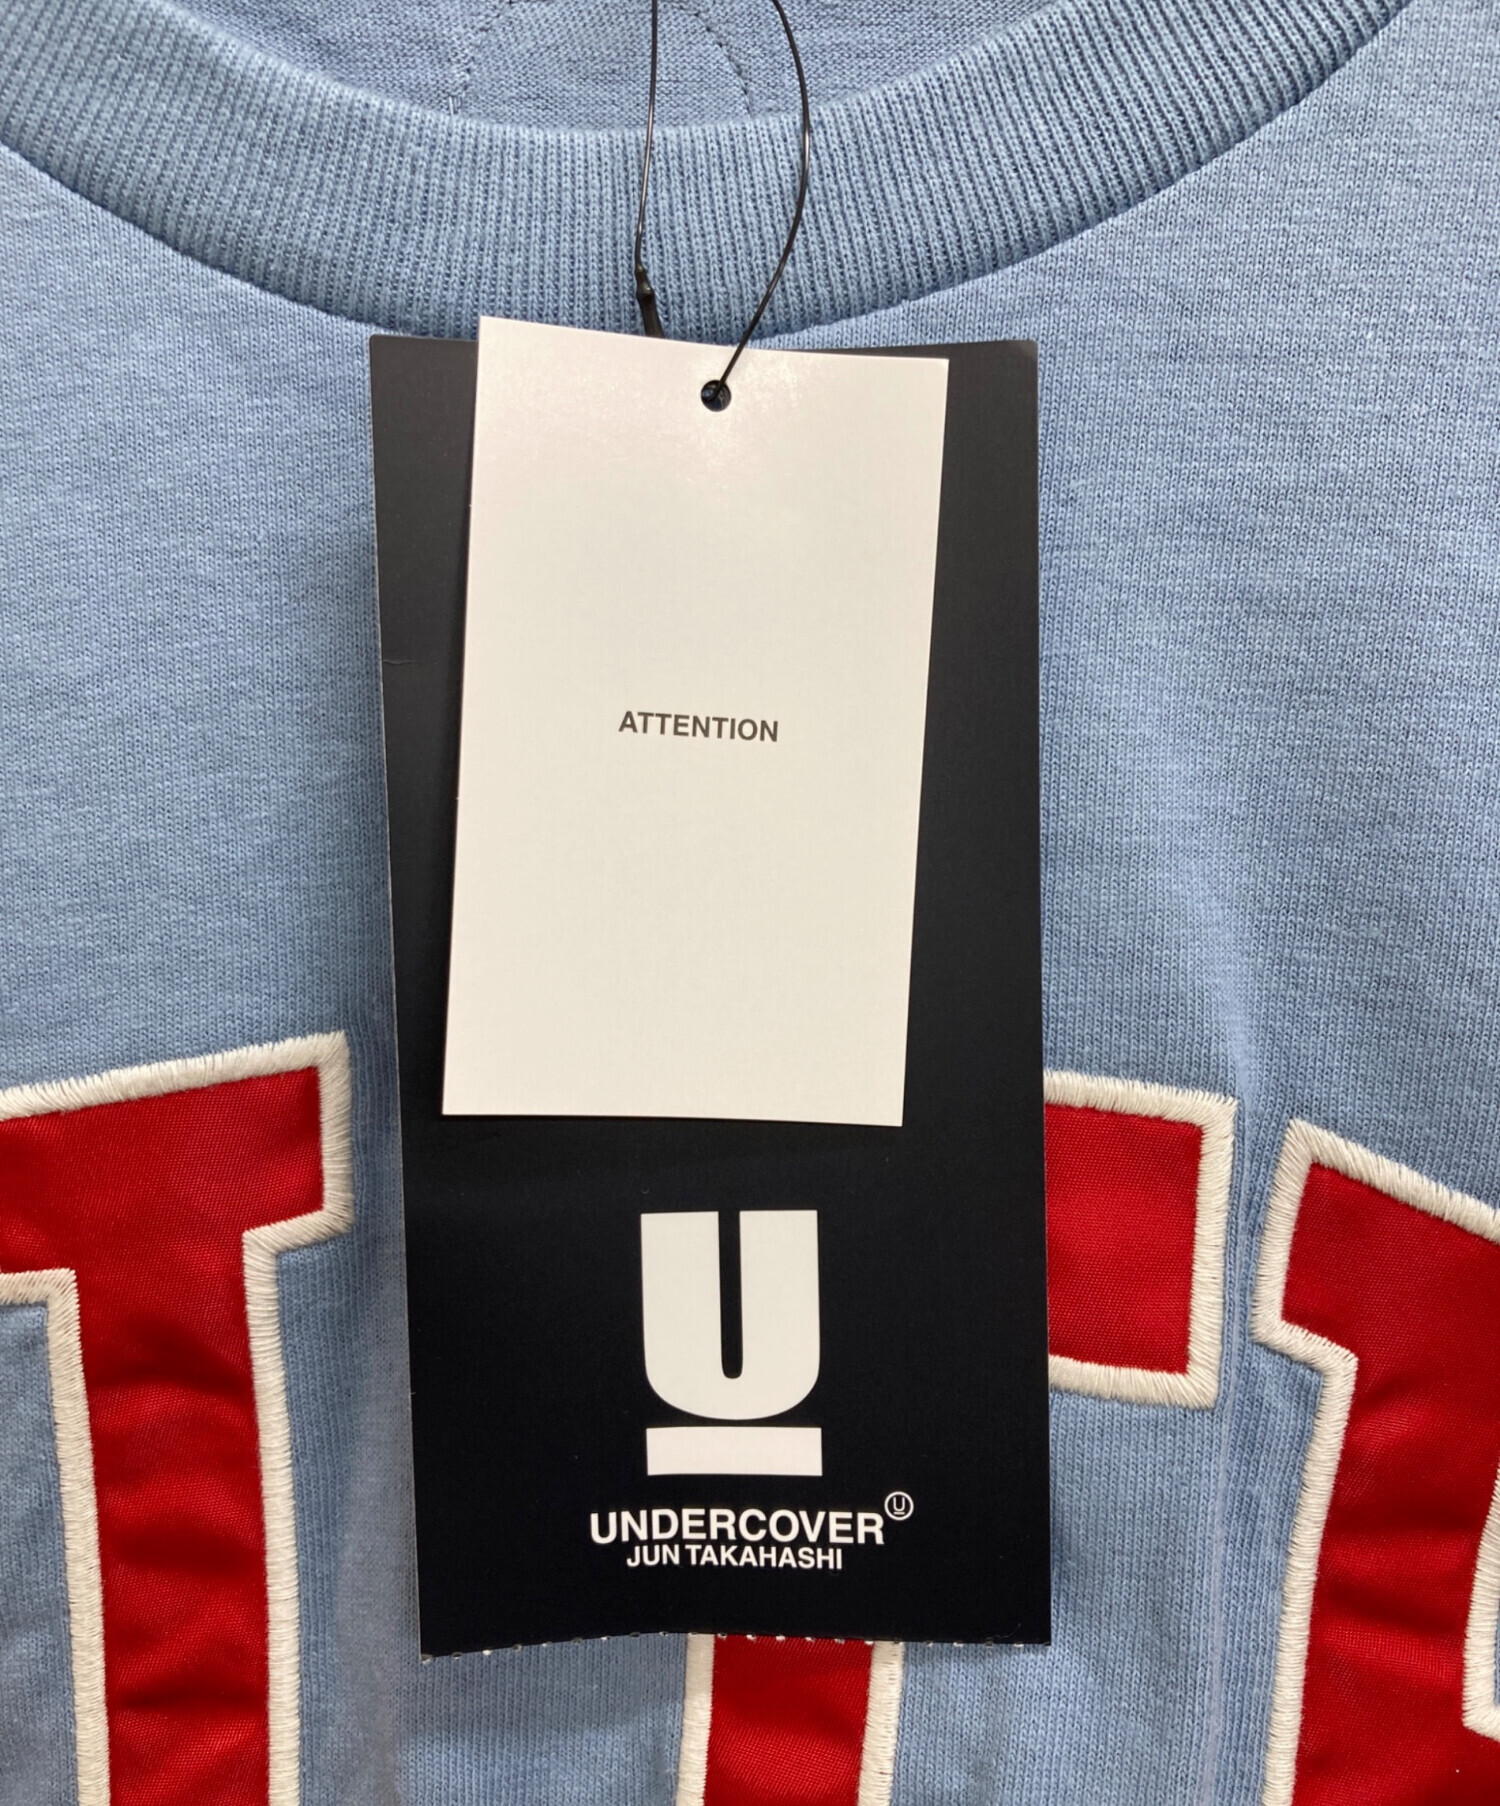 ATTENTION
U
UNDERCOVER
JUN TAKAHASHI